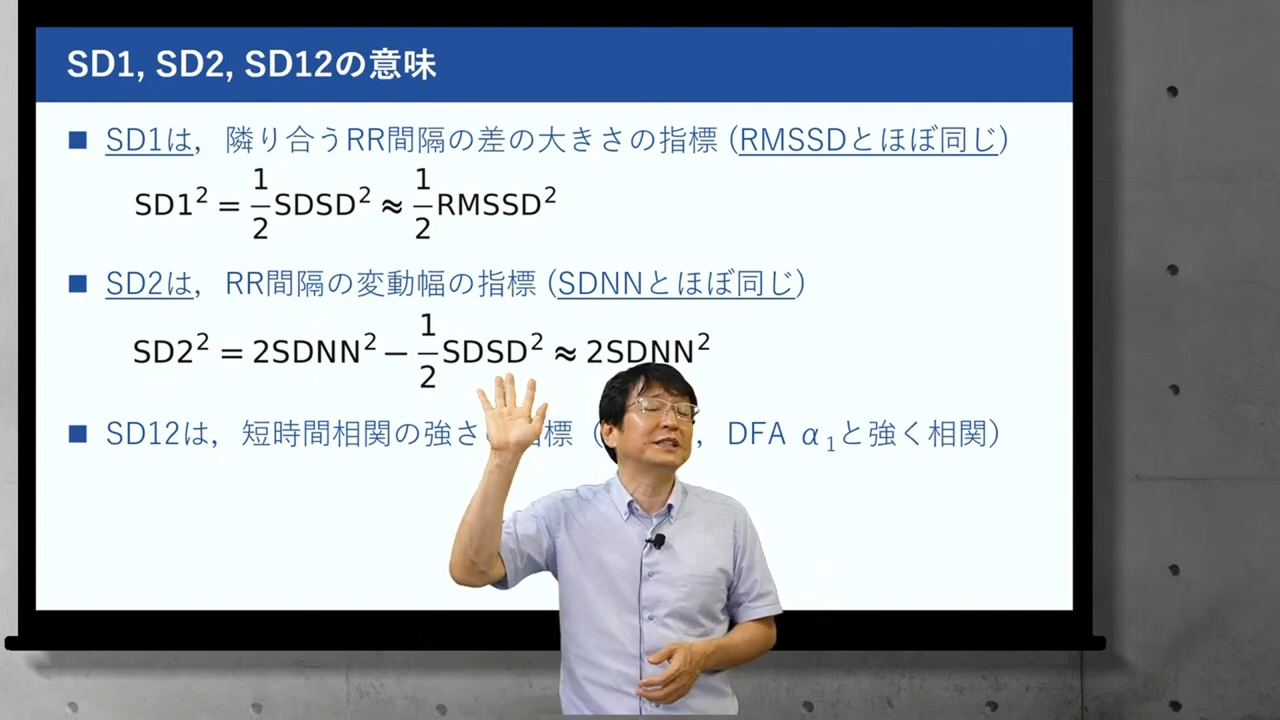 SD1, SD2, SD12の意味
■ SD1は，隣り合うRR間隔の差の大きさの指標 (RMSSDとほぼ同じ)
SD1² = 1/2 SDSD² ≈ 1/2 RMSSD²
■ SD2は，RR間隔の変動幅の指標 (SDNNとほぼ同じ)
SD2² = 2SDNN² − 1/2 SDSD² ≈ 2SDNN²
■ SD12は，短時間相関の強さ 指標（ ，DFA α₁と強く相関）